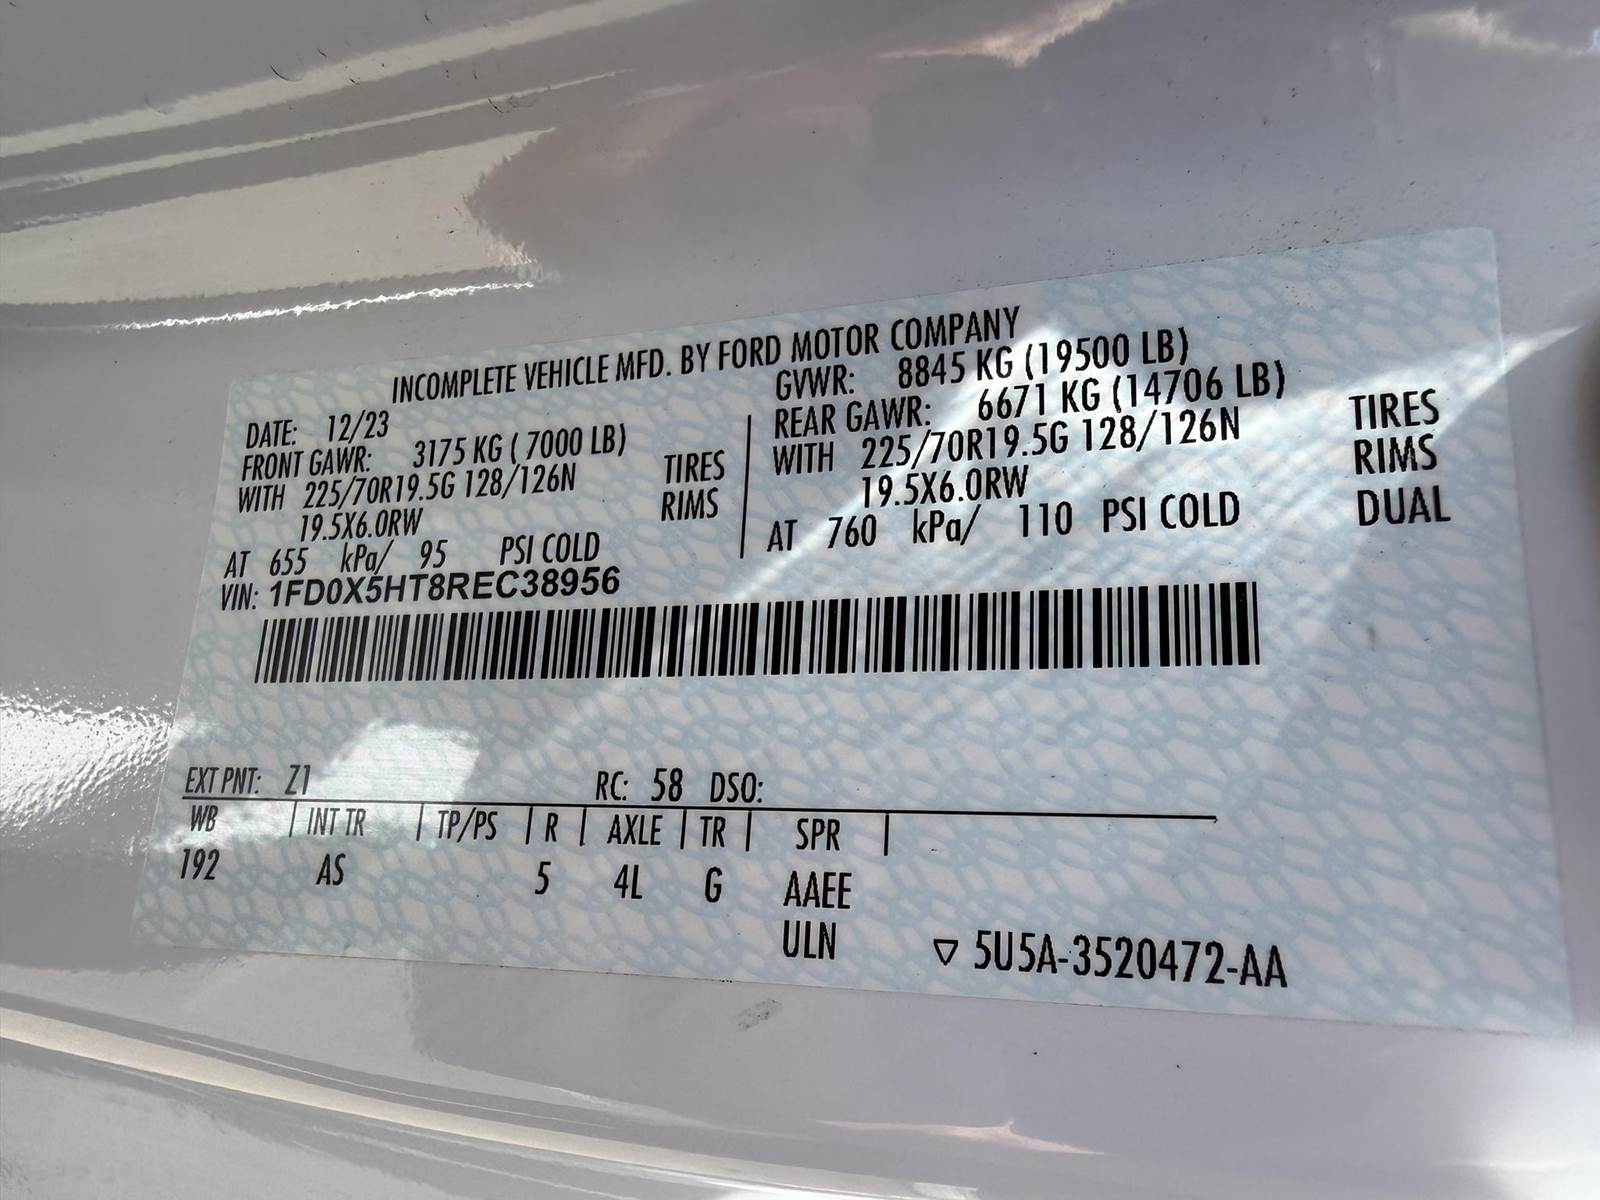 INCOMPLETE VEHICLE MFD. BY FORD MOTOR COMPANY
DATE: 12/23
FRONT GAWR: 3175 KG ( 7000 LB)
WITH 225/70R19.5G 128/126N TIRES
19.5X6.0RW RIMS
AT 655 kPa/ 95 PSI COLD
GVWR: 8845 KG (19500 LB)
REAR GAWR: 6671 KG (14706 LB)
WITH 225/70R19.5G 128/126N TIRES
19.5X6.0RW RIMS
AT 760 kPa/ 110 PSI COLD DUAL
VIN: 1FD0X5HT8REC38956
EXT PNT: Z1 RC: 58 DSO:
WB | INT TR | TP/PS | R | AXLE | TR | SPR |
192 AS 5 4L G AAEE
ULN ▽ 5U5A-3520472-AA